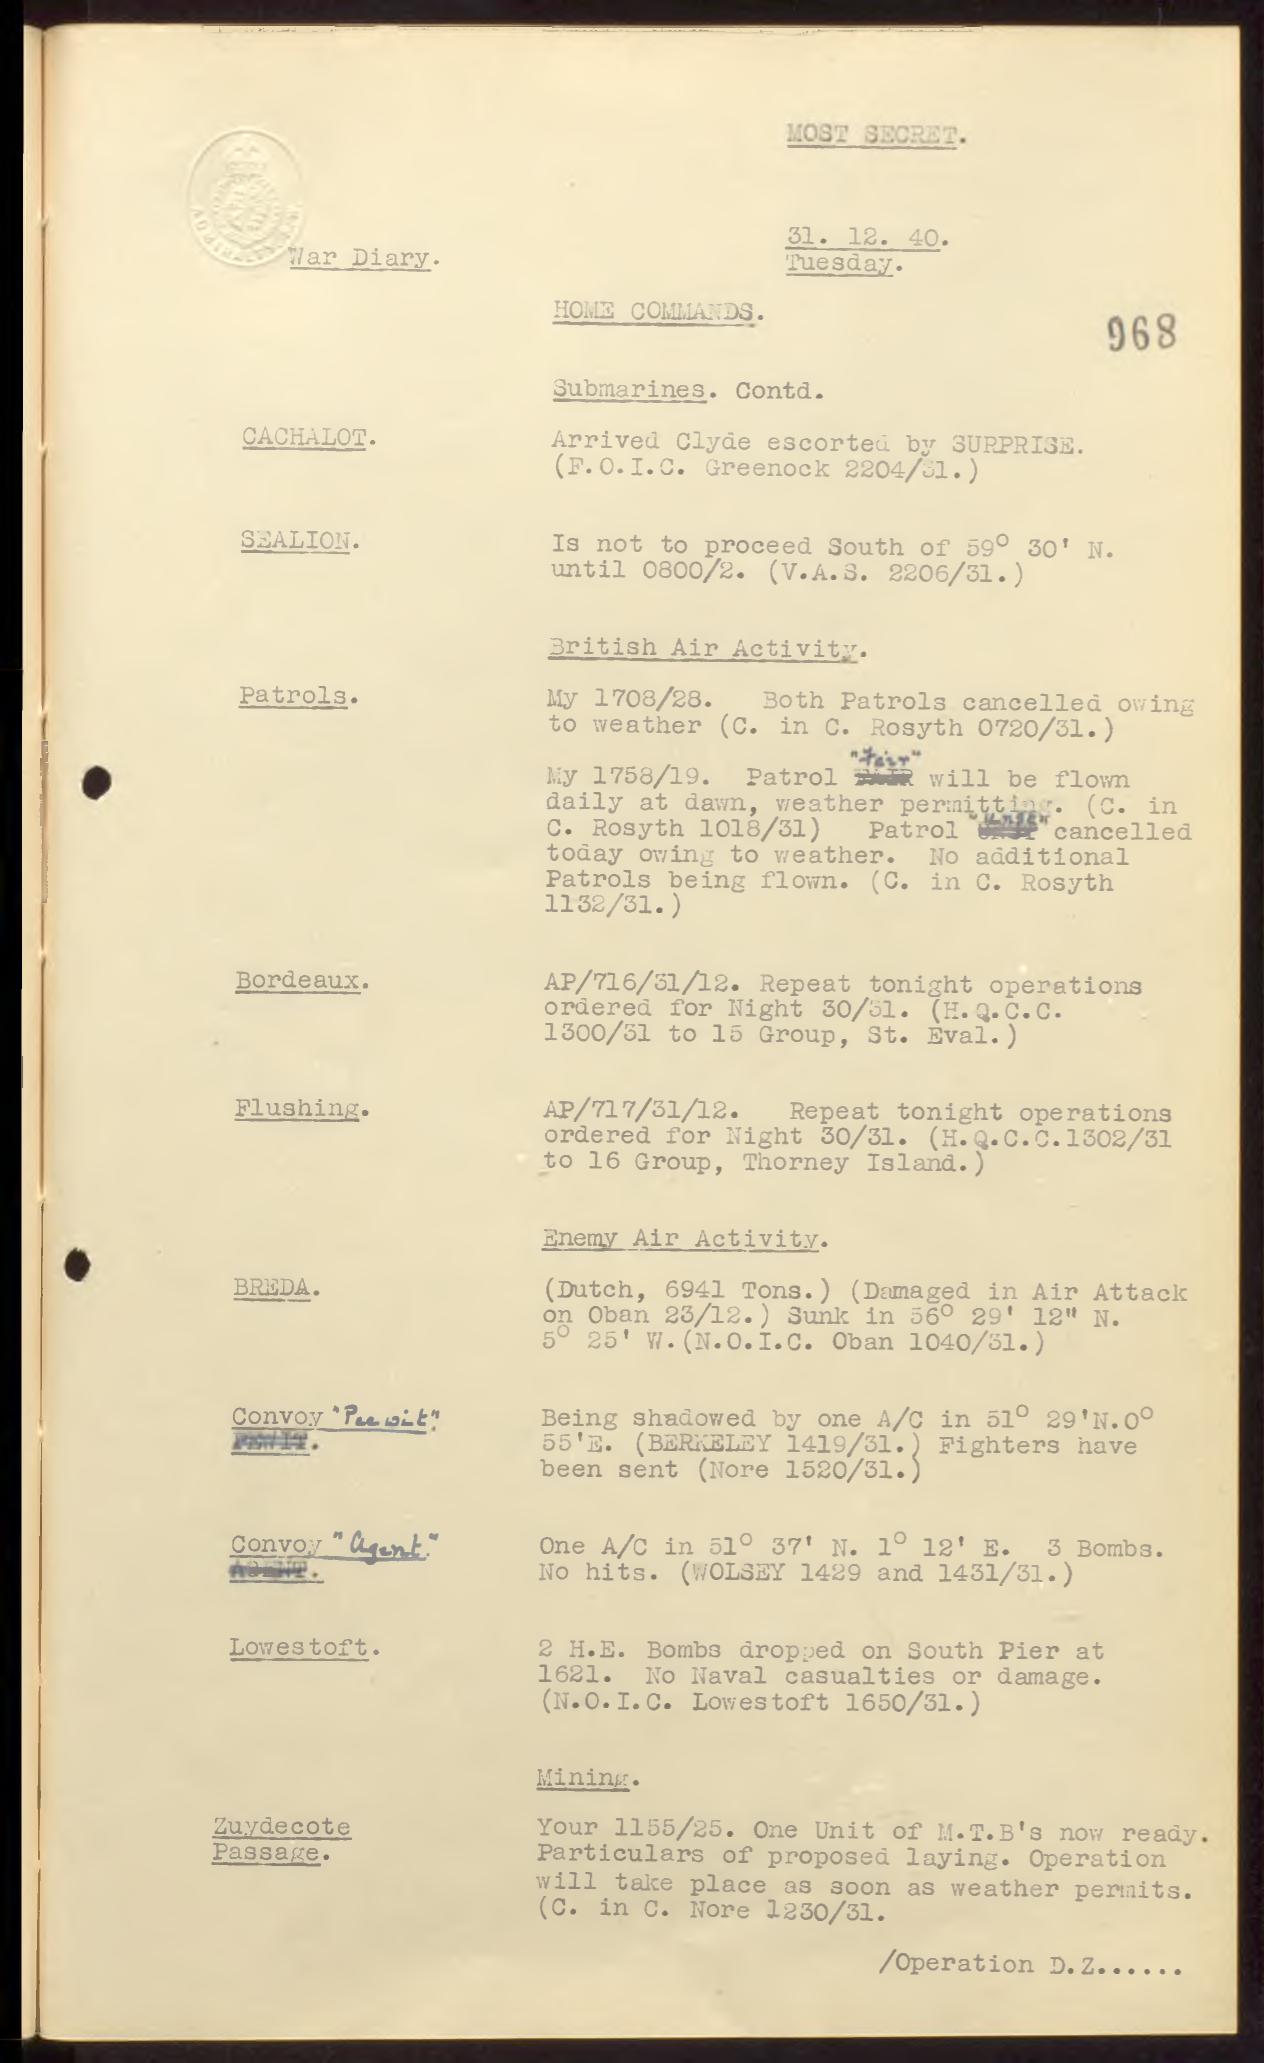 MOST SECRET.
31. 12. 40.
War Diary.
Tuesday.
HOME COMMANDS.
968
Submarines. Contd.
CACHALOT.
Arrived Clyde escorted by SURPRISE.
(F.O.I.C. Greenock 2204/31.)
SEALION.
Is not to proceed South of 59° 30' N.
until 0800/2. (V.A.S. 2206/31.)
British Air Activity.
Patrols.
My 1708/28. Both Patrols cancelled owing
to weather (C. in C. Rosyth 0720/31.)
"Fair"
My 1758/19. Patrol will be flown
daily at dawn, weather permitting. (C. in
C. Rosyth 1018/31) Patrol cancelled
today owing to weather. No additional
Patrols being flown. (C. in C. Rosyth
1132/31.)
Bordeaux.
AP/716/31/12. Repeat tonight operations
ordered for Night 30/31. (H.Q.C.C.
1300/31 to 15 Group, St. Eval.)
Flushing.
AP/717/31/12. Repeat tonight operations
ordered for Night 30/31. (H.Q.C.C.1302/31
to 16 Group, Thorney Island.)
Enemy Air Activity.
BREDA.
(Dutch, 6941 Tons.) (Damaged in Air Attack
on Oban 23/12.) Sunk in 56° 29' 12" N.
5° 25' W.(N.O.I.C. Oban 1040/31.)
Convoy "Peewit"
PEWIT.
Being shadowed by one A/C in 51° 29'N.0°
55'E. (BERKELEY 1419/31.) Fighters have
been sent (Nore 1520/31.)
Convoy "Agent"
AGENT.
One A/C in 51° 37' N. 1° 12' E. 3 Bombs.
No hits. (WOLSEY 1429 and 1431/31.)
Lowestoft.
2 H.E. Bombs dropped on South Pier at
1621. No Naval casualties or damage.
(N.O.I.C. Lowestoft 1650/31.)
Mining.
Zuydecote
Passage.
Your 1155/25. One Unit of M.T.B's now ready.
Particulars of proposed laying. Operation
will take place as soon as weather permits.
(C. in C. Nore 1230/31.
/Operation D.Z......